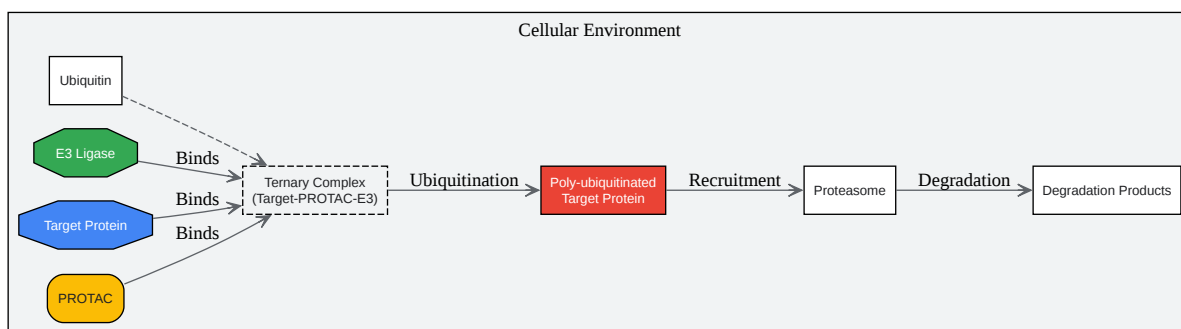 Cellular Environment
Ubiquitin
E3 Ligase
Binds
Target Protein
Binds
PROTAC
Binds
Ternary Complex
(Target-PROTAC-E3)
Ubiquitination
Poly-ubiquitinated
Target Protein
Recruitment
Proteasome
Degradation
Degradation Products